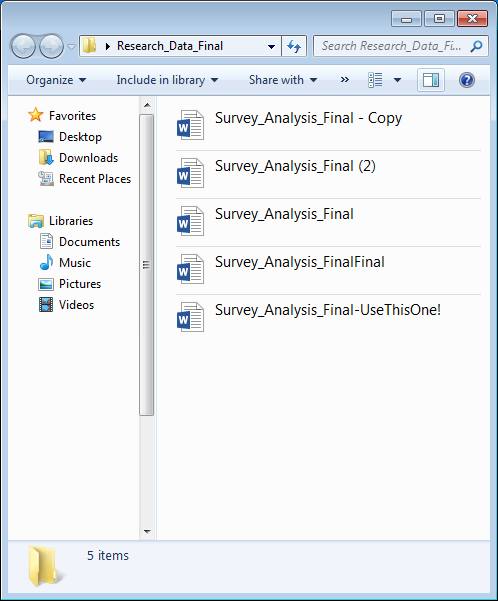 Research_Data_Final
Search Research_Data_Fi...
Organize
Include in library
Share with
»
Favorites
Desktop
Downloads
Recent Places
Libraries
Documents
Music
Pictures
Videos
Survey_Analysis_Final - Copy
Survey_Analysis_Final (2)
Survey_Analysis_Final
Survey_Analysis_FinalFinal
Survey_Analysis_Final-UseThisOne!
5 items